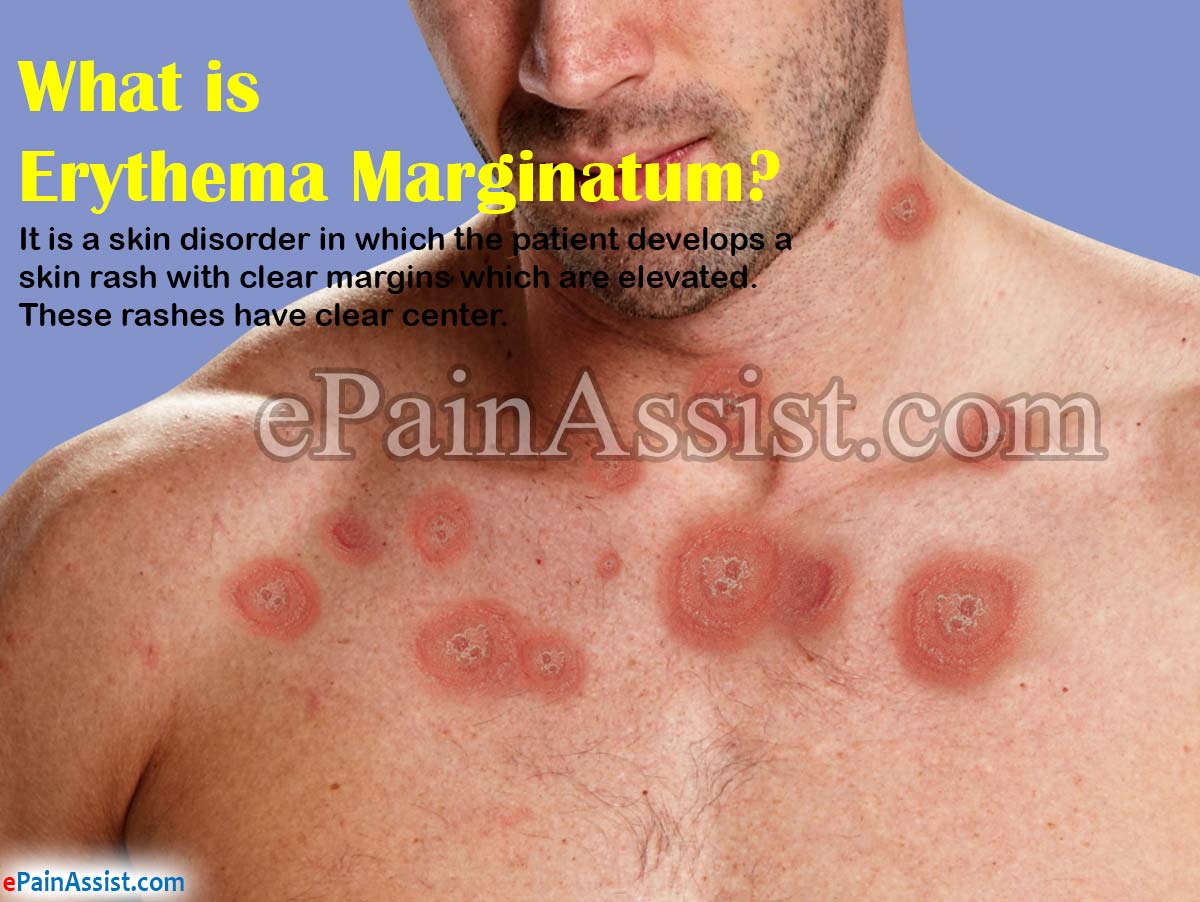 What is
Erythema Marginatum?
It is a skin disorder in which the patient develops a
skin rash with clear margins which are elevated.
These rashes have clear center.
ePainAssist.com
ePainAssist.com